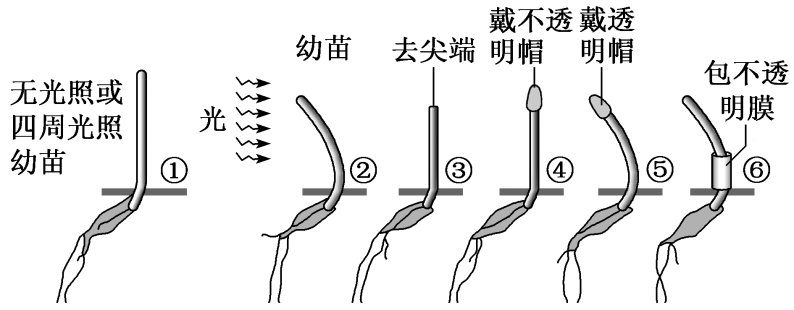 无光照或
四周光照
幼苗
①
光
幼苗
②
去尖端
③
戴不透
明帽
④
戴透
明帽
⑤
包不透
明膜
⑥